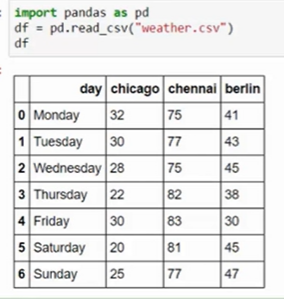 import pandas as pd
df = pd.read_csv("weather.csv")
df
day chicago chennai berlin
0 Monday 32 75 41
1 Tuesday 30 77 43
2 Wednesday 28 75 45
3 Thursday 22 82 38
4 Friday 30 83 30
5 Saturday 20 81 45
6 Sunday 25 77 47